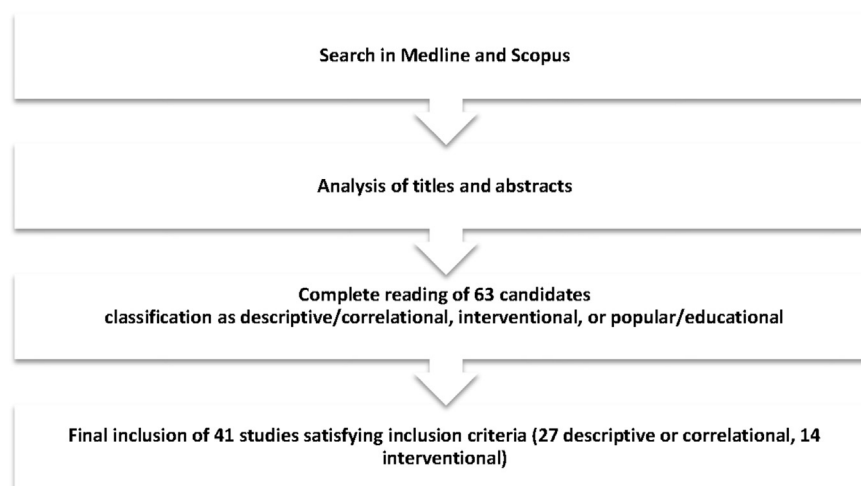 Search in Medline and Scopus
Analysis of titles and abstracts
Complete reading of 63 candidates
classification as descriptive/correlational, interventional, or popular/educational
Final inclusion of 41 studies satisfying inclusion criteria (27 descriptive or correlational, 14
interventional)